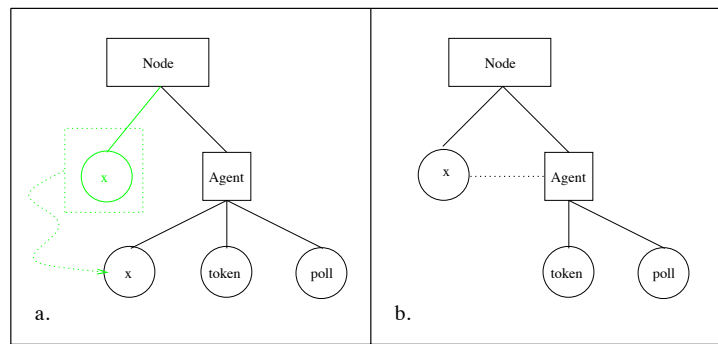 Node
x
Agent
x
token
poll
a.
Node
x
Agent
token
poll
b.